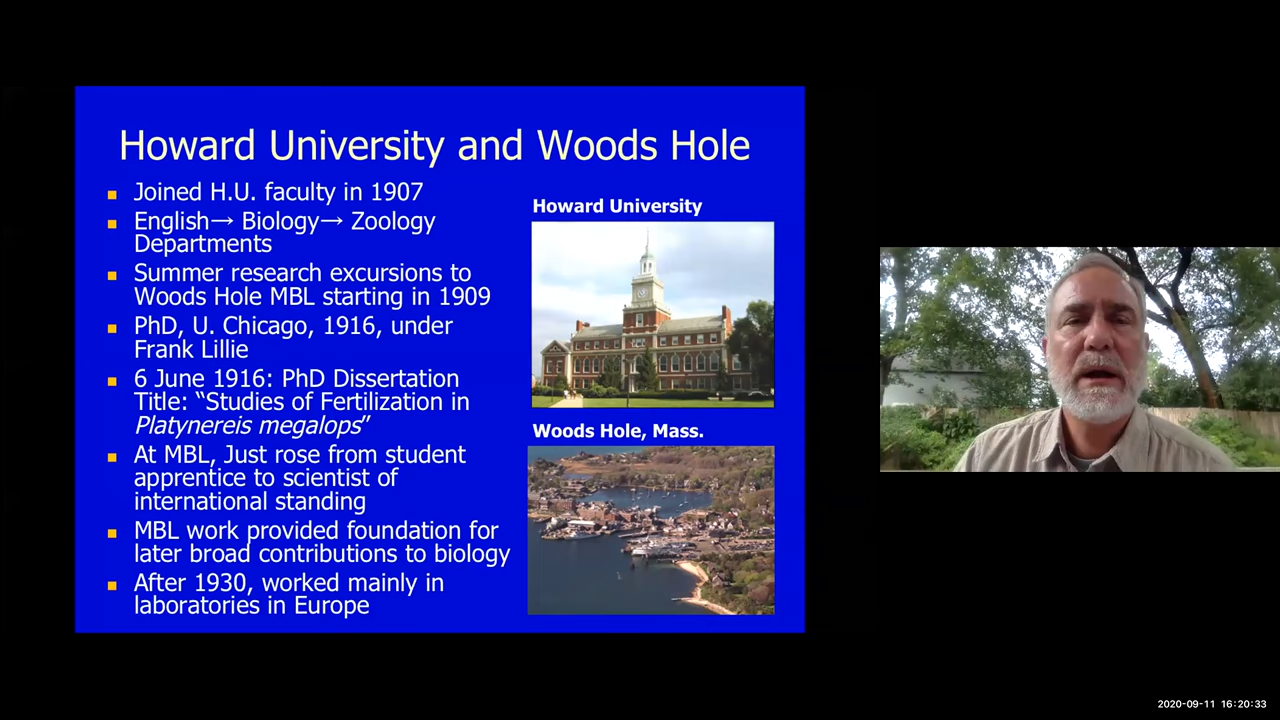 Howard University and Woods Hole
Joined H.U. faculty in 1907
English→ Biology→ Zoology
Departments
Summer research excursions to
Woods Hole MBL starting in 1909
PhD, U. Chicago, 1916, under
Frank Lillie
6 June 1916: PhD Dissertation
Title: “Studies of Fertilization in
Platynereis megalops”
At MBL, Just rose from student
apprentice to scientist of
international standing
MBL work provided foundation for
later broad contributions to biology
After 1930, worked mainly in
laboratories in Europe
Howard University
Woods Hole, Mass.
2020-09-11 16:20:33